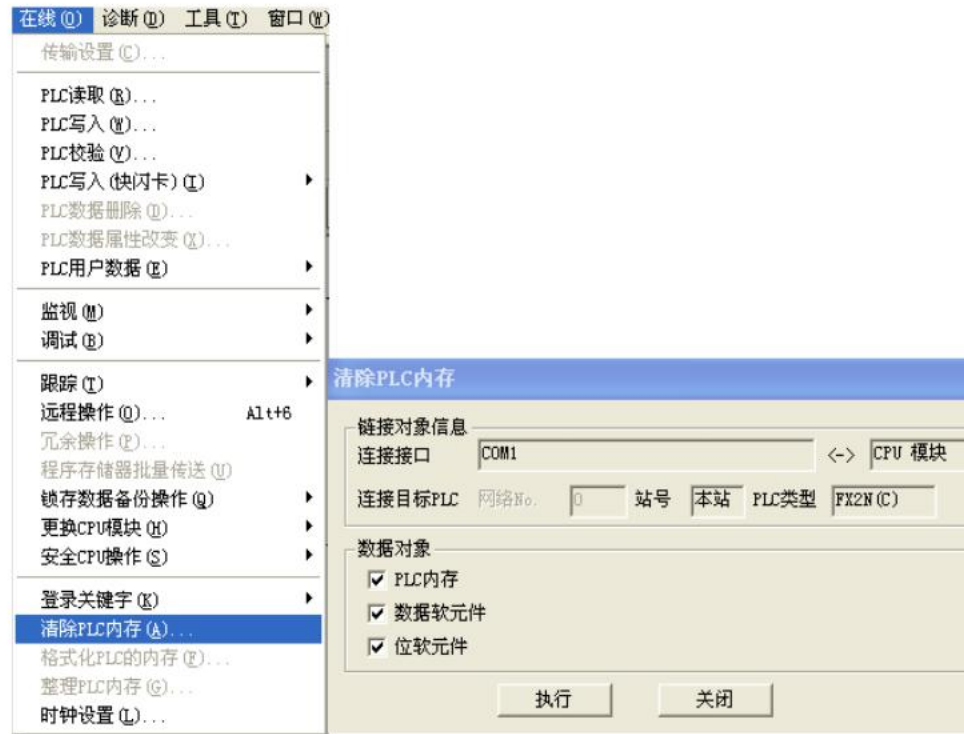 在线(O) 诊断(D) 工具(T) 窗口(W)
传输设置(C)...
PLC读取(R)...
PLC写入(W)...
PLC校验(V)...
PLC写入(快闪卡)(I)
PLC数据删除(D)...
PLC数据属性改变(X)...
PLC用户数据(E)
监视(M)
调试(B)
跟踪(T)
远程操作(O)... Alt+6
冗余操作(P)...
程序存储器批量传送(U)
锁存数据备份操作(Q)
更换CPU模块(H)
安全CPU操作(S)
登录关键字(K)
清除PLC内存(A)...
格式化PLC的内存(F)...
整理PLC内存(G)...
时钟设置(L)...
清除PLC内存
链接对象信息
连接接口 COM1 <-> CPU 模块
连接目标PLC 网络No. 0 站号 本站 PLC类型 FX2N(C)
数据对象
PLC内存
数据软元件
位软元件
执行 关闭